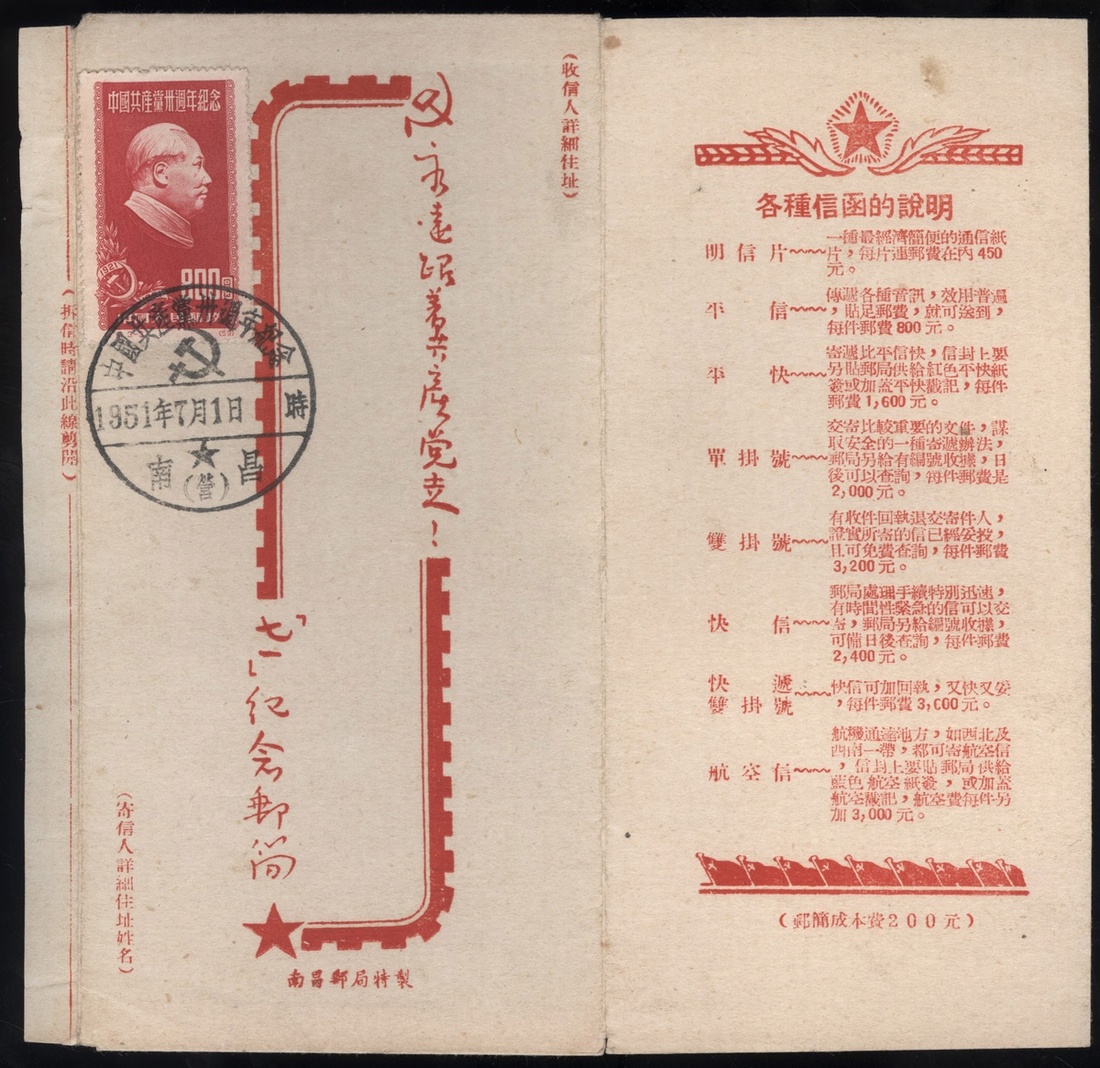 中國共產黨卅週年紀念
1921
800圓
中國共產黨卅週年紀念
1951年7月1日 時
南(營)昌
(拆信時請沿此線剪開)
(收信人詳細住址)
永遠跟着共產党走!
七一紀念郵简
(寄信人詳細住址姓名)
南昌郵局特製
各種信函的說明
明信片
一種最經濟簡便的通信紙
片,每片連郵費在內450
元。
平信
傳遞各種音訊,效用普遍
,貼足郵費,就可送到,
每件郵費800元。
平快
寄遞比平信快,信封上要
另貼郵局供給紅色平快紙
簽或加蓋平快戳記,每件
郵費1,600元。
單掛號
交寄比較重要的文件,謀
取安全的一種寄遞辦法,
郵局另給有編號收據,日
後可以查詢,每件郵費是
2,000元。
雙掛號
有收件回執退交寄件人,
證實所寄的信已經妥投,
且可免費查詢,每件郵費
3,200元。
快信
郵局處理手續特別迅速,
有時間性緊急的信可以交
寄,郵局另給編號收據,
可備日後查詢,每件郵費
2,400元。
快遞
雙掛號
快信可加回執,又快又妥
,每件郵費3,600元。
航空信
航機通達地方,如西北及
西南一帶,都可寄航空信
,信封上要貼郵局供給
藍色航空紙簽,或加蓋
航空戳記,航空費每件另
加3,000元。
(郵簡成本費200元)